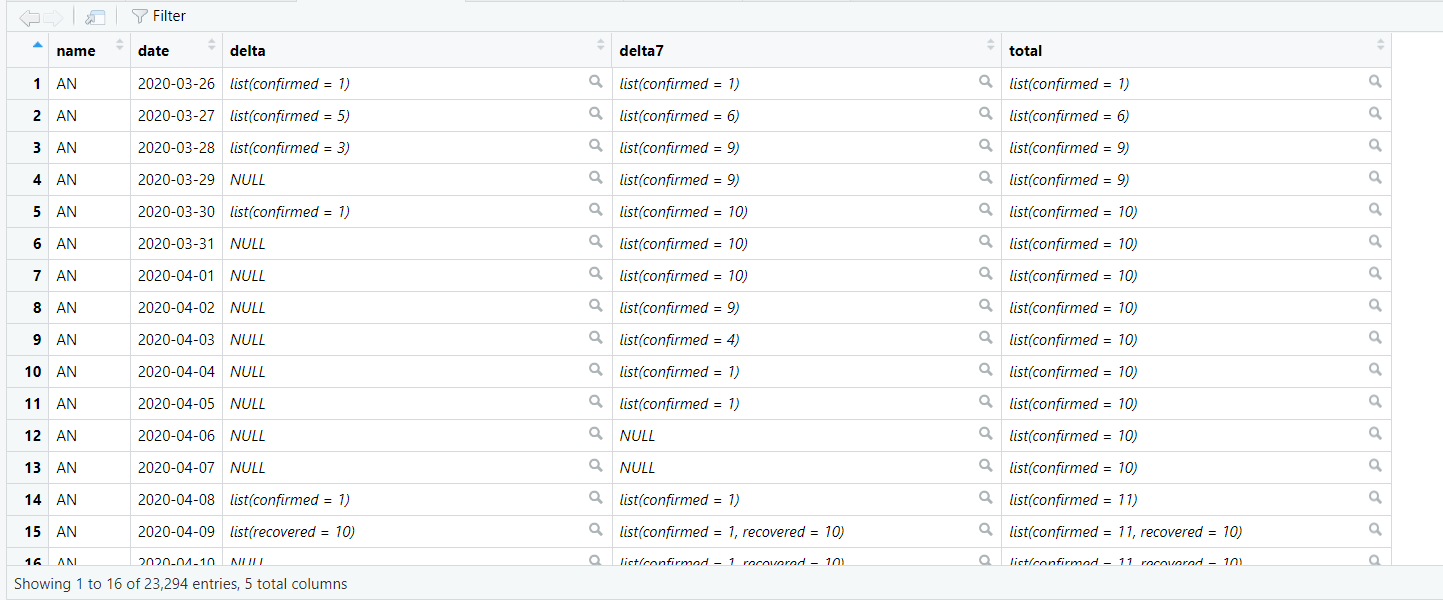 Filter
name date delta delta7 total
1 AN 2020-03-26 list(confirmed = 1) list(confirmed = 1) list(confirmed = 1)
2 AN 2020-03-27 list(confirmed = 5) list(confirmed = 6) list(confirmed = 6)
3 AN 2020-03-28 list(confirmed = 3) list(confirmed = 9) list(confirmed = 9)
4 AN 2020-03-29 NULL list(confirmed = 9) list(confirmed = 9)
5 AN 2020-03-30 list(confirmed = 1) list(confirmed = 10) list(confirmed = 10)
6 AN 2020-03-31 NULL list(confirmed = 10) list(confirmed = 10)
7 AN 2020-04-01 NULL list(confirmed = 10) list(confirmed = 10)
8 AN 2020-04-02 NULL list(confirmed = 9) list(confirmed = 10)
9 AN 2020-04-03 NULL list(confirmed = 4) list(confirmed = 10)
10 AN 2020-04-04 NULL list(confirmed = 1) list(confirmed = 10)
11 AN 2020-04-05 NULL list(confirmed = 1) list(confirmed = 10)
12 AN 2020-04-06 NULL NULL list(confirmed = 10)
13 AN 2020-04-07 NULL NULL list(confirmed = 10)
14 AN 2020-04-08 list(confirmed = 1) list(confirmed = 1) list(confirmed = 11)
15 AN 2020-04-09 list(recovered = 10) list(confirmed = 1, recovered = 10) list(confirmed = 11, recovered = 10)
16 AN 2020-04-10 NULL list(confirmed = 1, recovered = 10) list(confirmed = 11, recovered = 10)
Showing 1 to 16 of 23,294 entries, 5 total columns